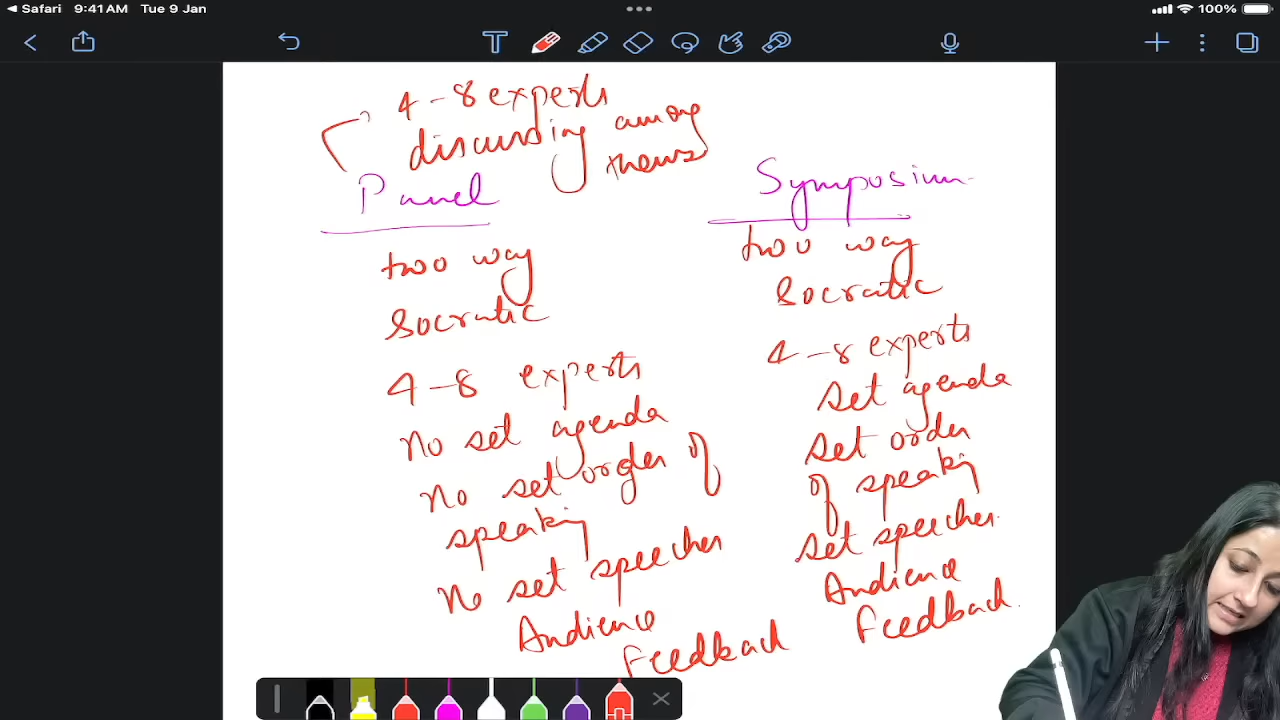 Safari 9:41 AM Tue 9 Jan
100%
T
4-8 experts
discussing among
Panel
two way
Socratic
4-8 experts
No set agenda
No set order of
speaking
No set speeches
Audience
Feedback
Symposium
two way
Socratic
4-8 experts
Set agenda
Set order
of speaking
Set speeches
Audience
Feedback